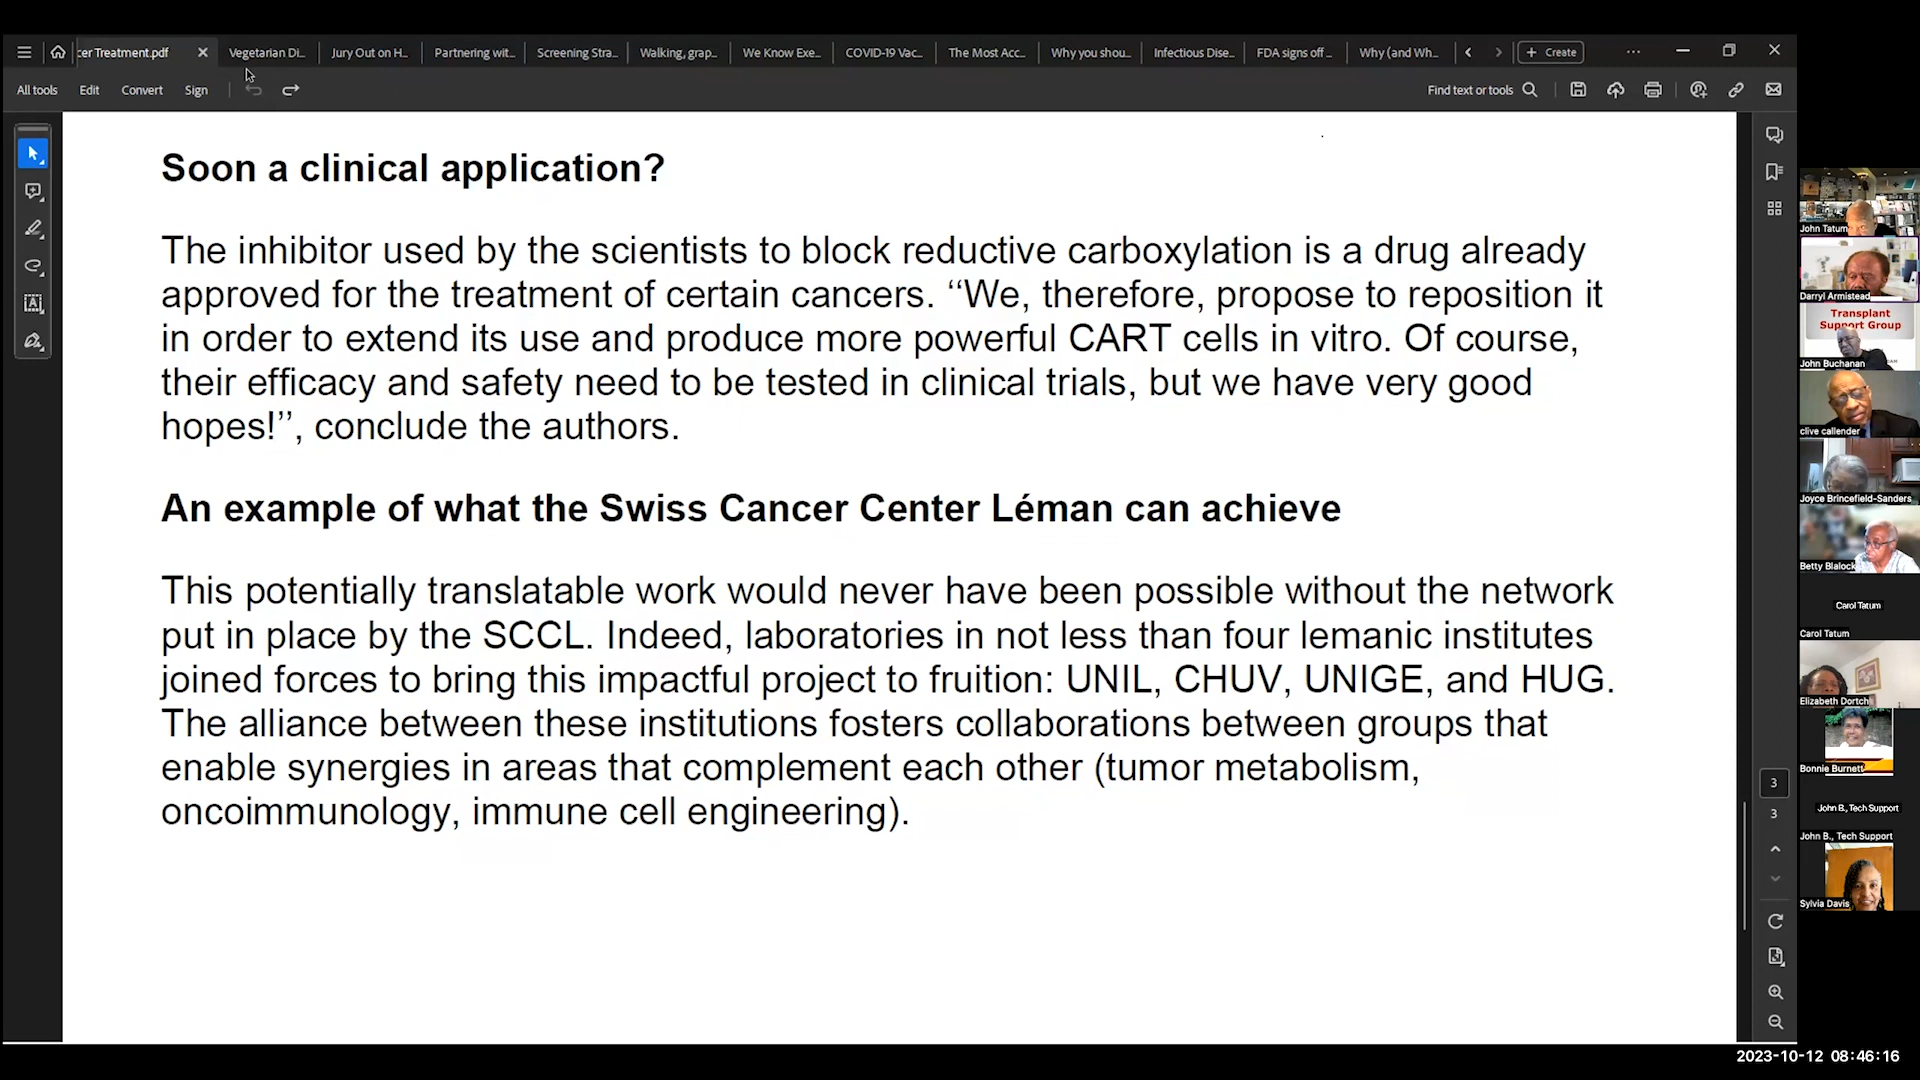 cer Treatment.pdf
Vegetarian Di...
Jury Out on H...
Partnering wit...
Screening Stra...
Walking, grap...
We Know Exe...
COVID-19 Vac...
The Most Acc...
Why you shou...
Infectious Dise...
FDA signs off ...
Why (and Wh...
Create
All tools
Edit
Convert
Sign
Find text or tools
Soon a clinical application?
The inhibitor used by the scientists to block reductive carboxylation is a drug already
approved for the treatment of certain cancers. ‘‘We, therefore, propose to reposition it
in order to extend its use and produce more powerful CART cells in vitro. Of course,
their efficacy and safety need to be tested in clinical trials, but we have very good
hopes!’’, conclude the authors.
An example of what the Swiss Cancer Center Léman can achieve
This potentially translatable work would never have been possible without the network
put in place by the SCCL. Indeed, laboratories in not less than four lemanic institutes
joined forces to bring this impactful project to fruition: UNIL, CHUV, UNIGE, and HUG.
The alliance between these institutions fosters collaborations between groups that
enable synergies in areas that complement each other (tumor metabolism,
oncoimmunology, immune cell engineering).
3
3
John Tatum
Darryl Armistead
Transplant
Support Group
John Buchanan
clive callender
Joyce Brincefield-Sanders
Betty Blalock
Carol Tatum
Carol Tatum
Elizabeth Dortch
Bonnie Burnett
John B., Tech Support
John B., Tech Support
Sylvia Davis
2023-10-12 08:46:16